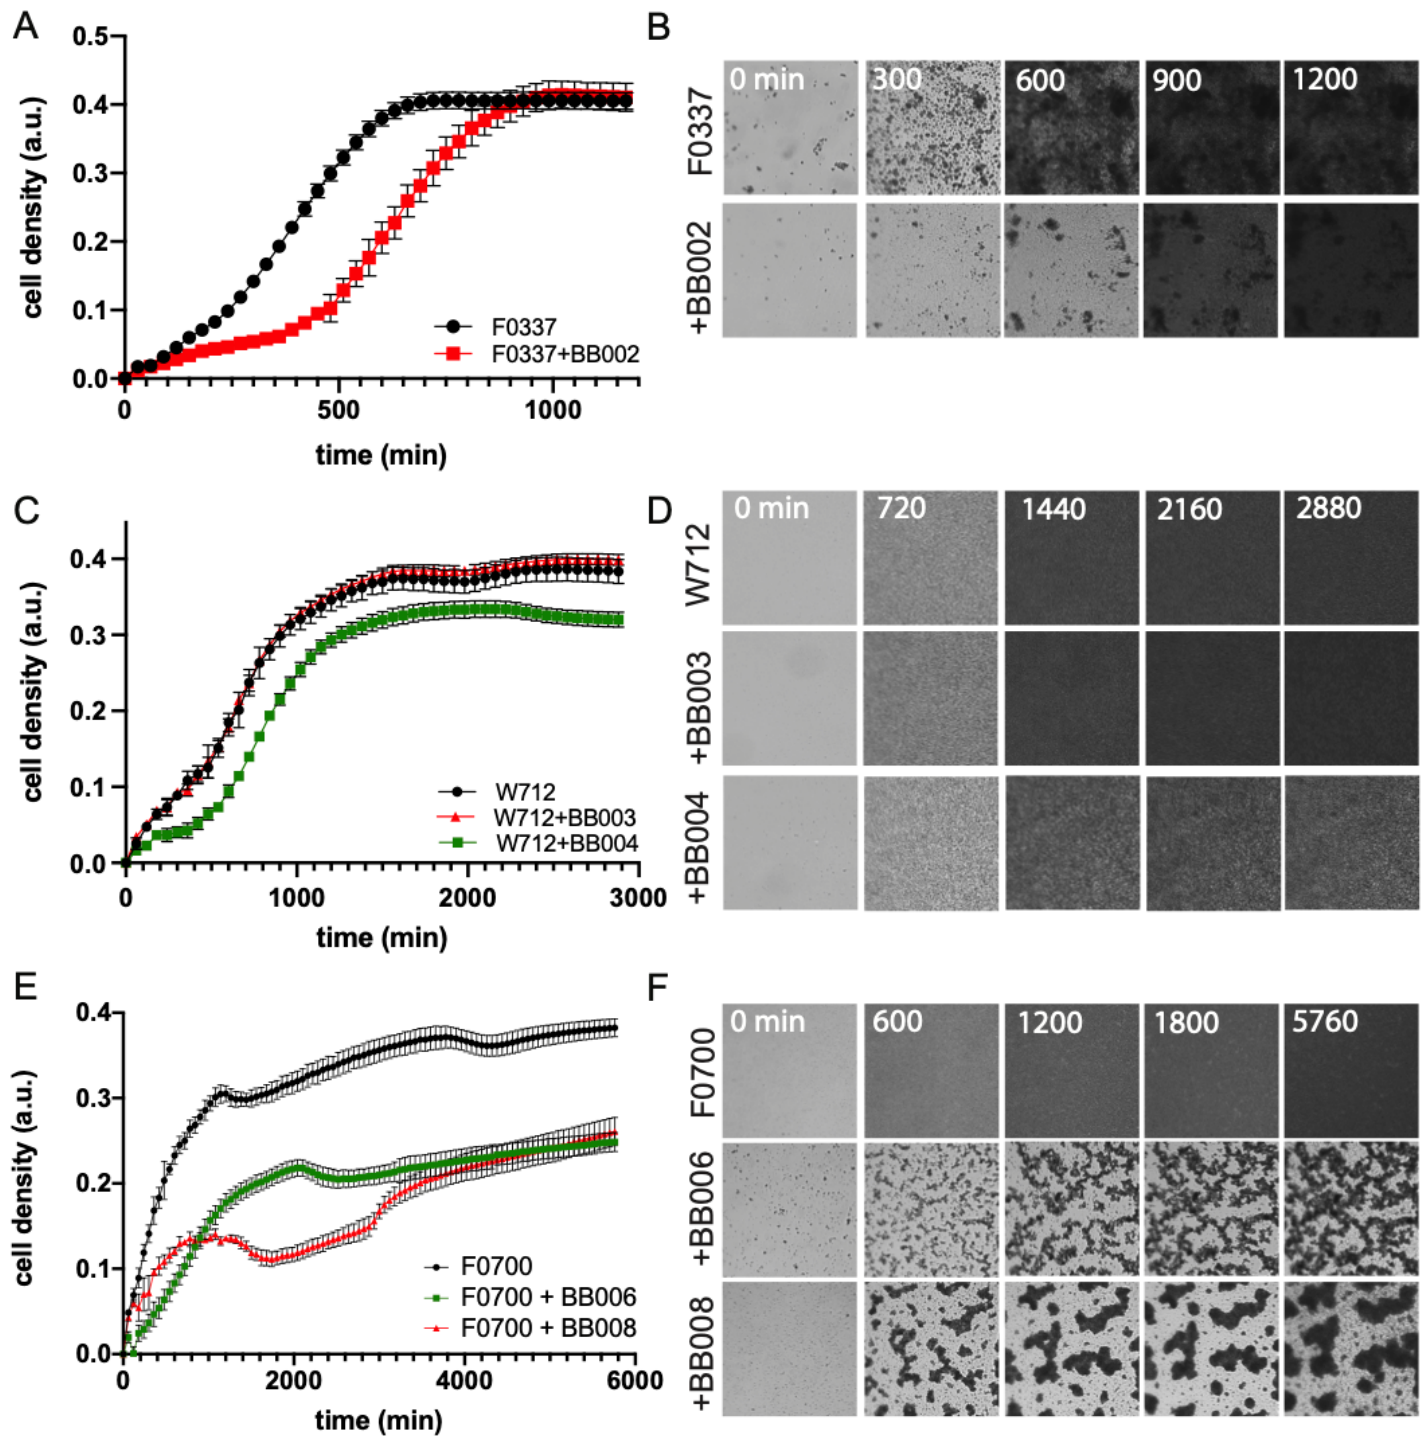 A
0.5
0.4
0.3
0.2
0.1
0.0
cell density (a.u.)
F0337
F0337+BB002
0
500
1000
time (min)
B
0 min
300
600
900
1200
F0337
+BB002
C
0.4
0.3
0.2
0.1
0.0
cell density (a.u.)
W712
W712+BB003
W712+BB004
0
1000
2000
3000
time (min)
D
0 min
720
1440
2160
2880
W712
+BB003
+BB004
E
0.4
0.3
0.2
0.1
0.0
cell density (a.u.)
F0700
F0700 + BB006
F0700 + BB008
0
2000
4000
6000
time (min)
F
0 min
600
1200
1800
5760
F0700
+BB006
+BB008